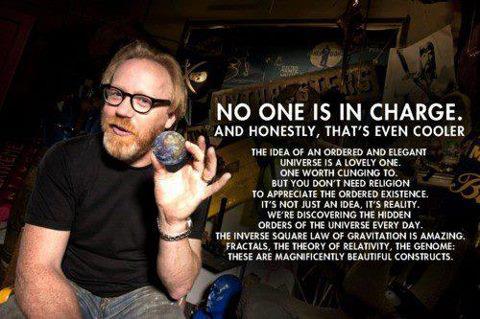 NO ONE IS IN CHARGE.
AND HONESTLY, THAT'S EVEN COOLER
THE IDEA OF AN ORDERED AND ELEGANT
UNIVERSE IS A LOVELY ONE.
ONE WORTH CLINGING TO.
BUT YOU DON'T NEED RELIGION
TO APPRECIATE THE ORDERED EXISTENCE.
IT'S NOT JUST AN IDEA, IT'S REALITY.
WE'RE DISCOVERING THE HIDDEN
ORDERS OF THE UNIVERSE EVERY DAY.
THE INVERSE SQUARE LAW OF GRAVITATION IS AMAZING.
FRACTALS, THE THEORY OF RELATIVITY, THE GENOME:
THESE ARE MAGNIFICENTLY BEAUTIFUL CONSTRUCTS.